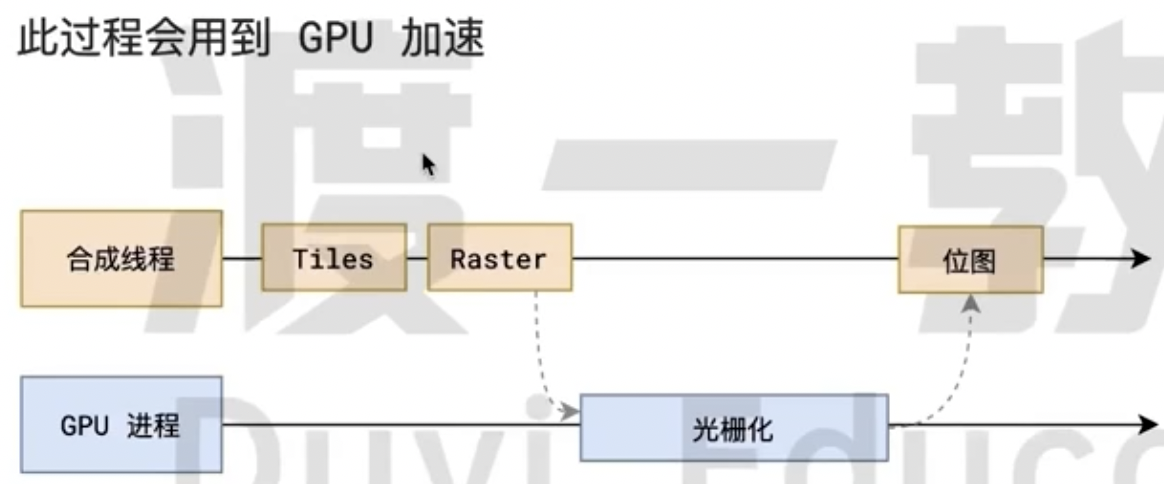 此过程会用到 GPU 加速
渡一教
合成线程
Tiles
Raster
位图
GPU 进程
光栅化
Duyi Educa